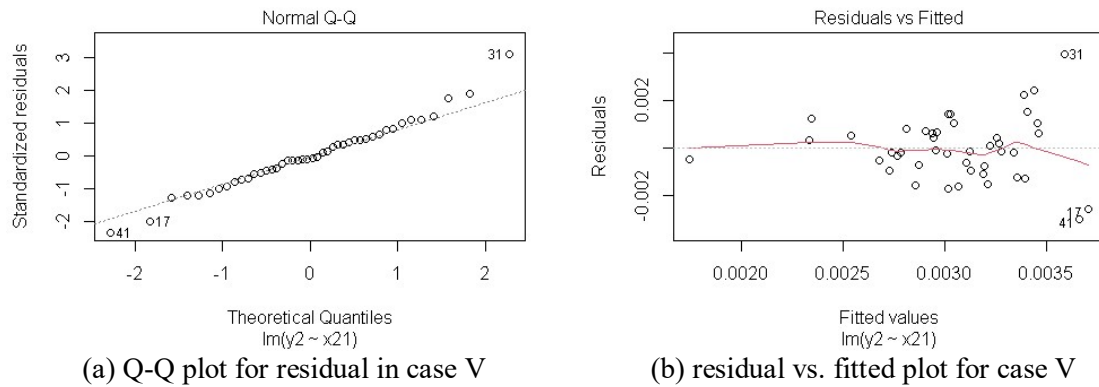 Normal Q-Q
Standardized residuals
3
2
1
0
-1
-2
31
17
41
-2 -1 0 1 2
Theoretical Quantiles
lm(y2 ~ x21)
(a) Q-Q plot for residual in case V
Residuals vs Fitted
Residuals
0.002
-0.002
31
17
41
0.0020 0.0025 0.0030 0.0035
Fitted values
lm(y2 ~ x21)
(b) residual vs. fitted plot for case V